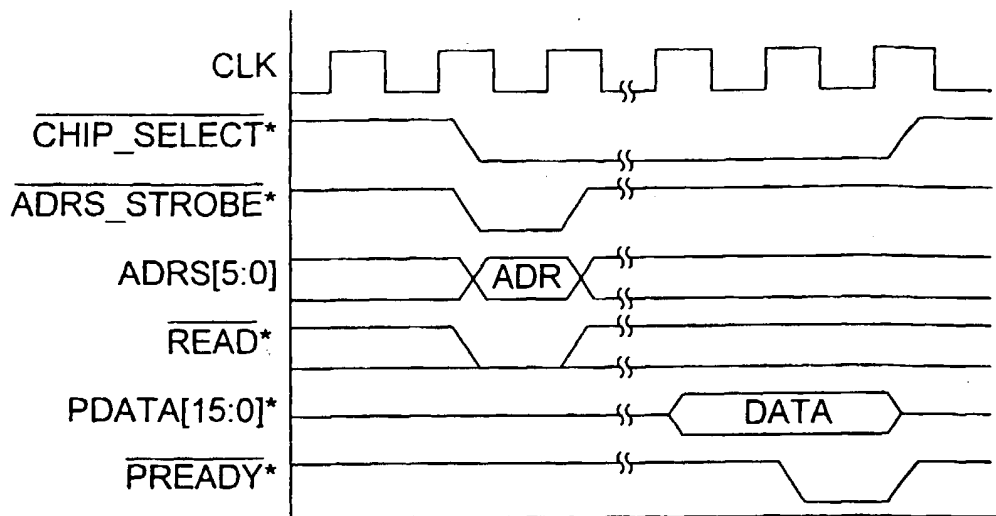 CLK
CHIP_SELECT*
ADRS_STROBE*
ADRS[5:0]
ADR
READ*
PDATA[15:0]*
DATA
PREADY*